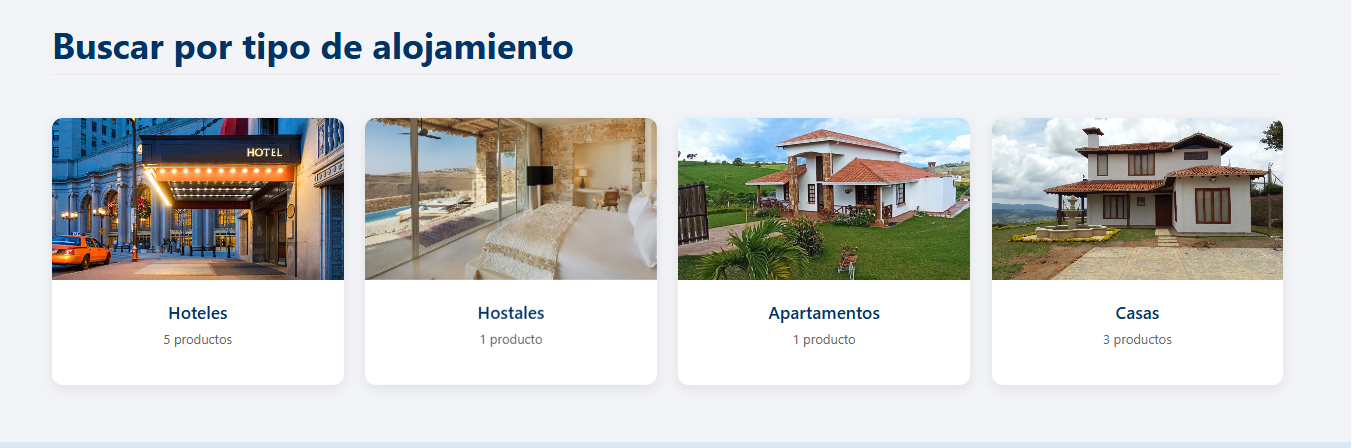 Buscar por tipo de alojamiento
HOTEL
Hoteles
5 productos
Hostales
1 producto
Apartamentos
1 producto
Casas
3 productos